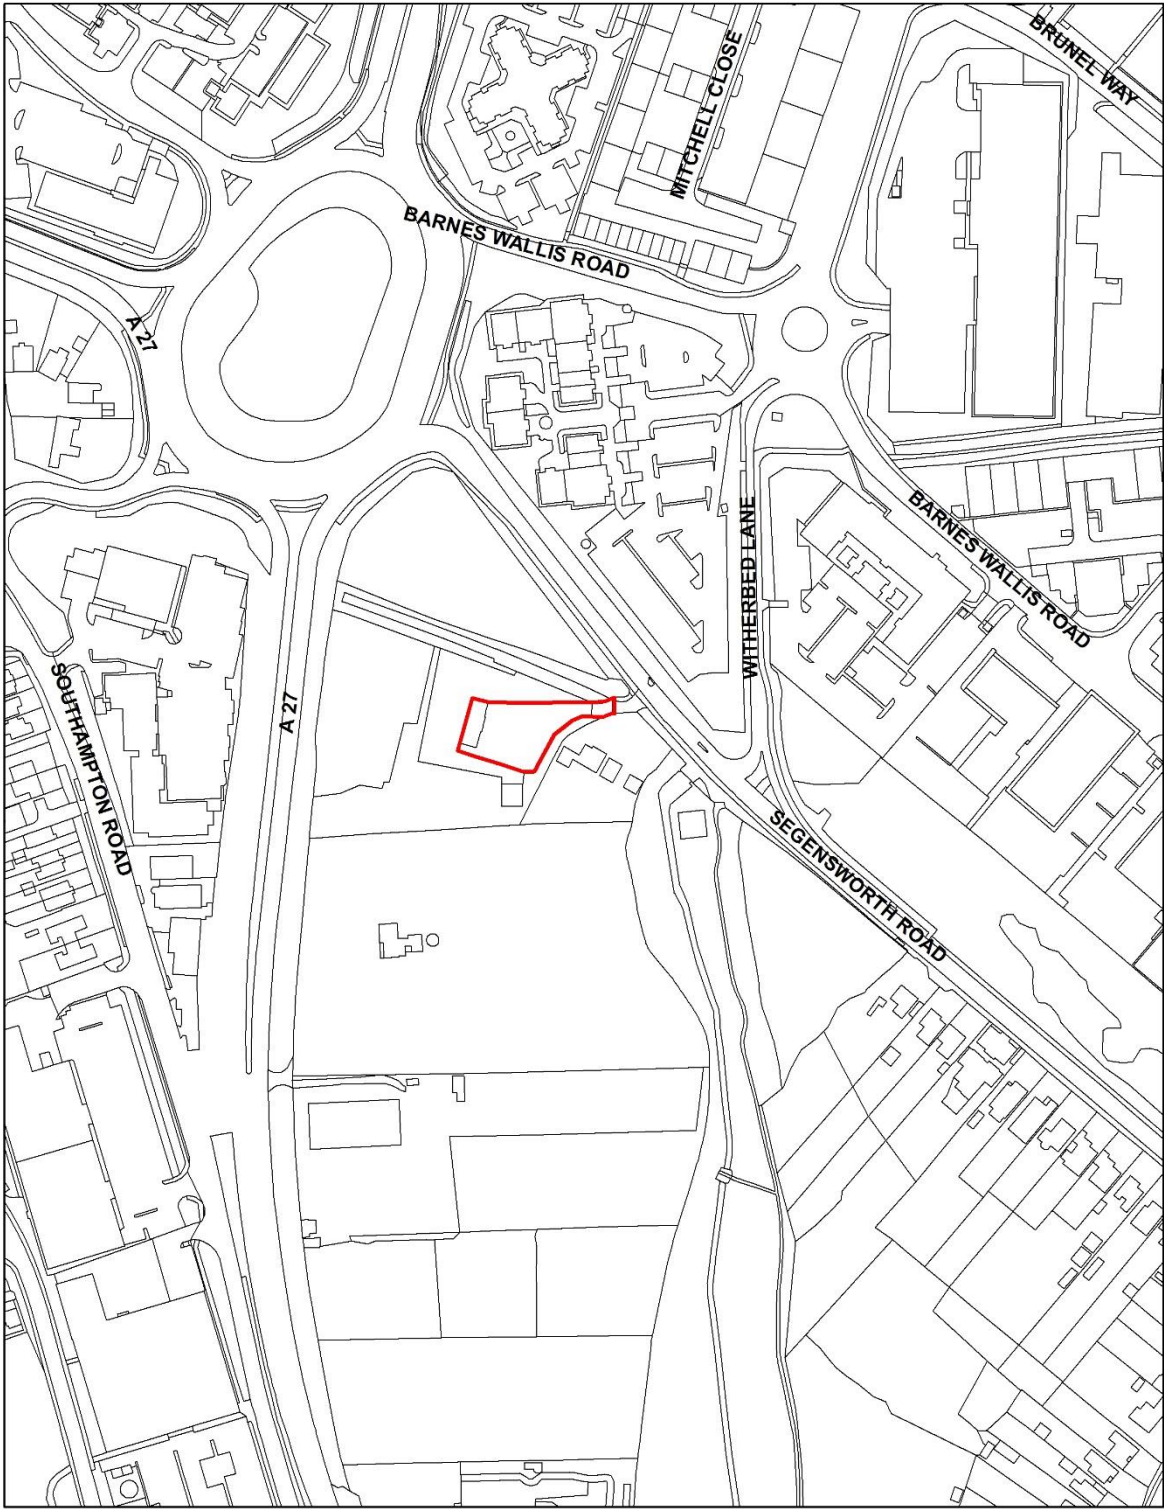 BRUNEL WAY
MITCHELL CLOSE
BARNES WALLIS ROAD
A 27
WITHERBED LANE
BARNES WALLIS ROAD
SOUTHAMPTON ROAD
A 27
SEGENSWORTH ROAD